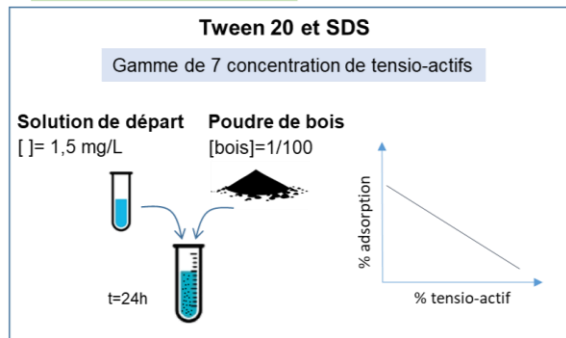 Tween 20 et SDS
Gamme de 7 concentration de tensio-actifs
Solution de départ
[ ]= 1,5 mg/L
Poudre de bois
[bois]=1/100
t=24h
% adsorption
% tensio-actif